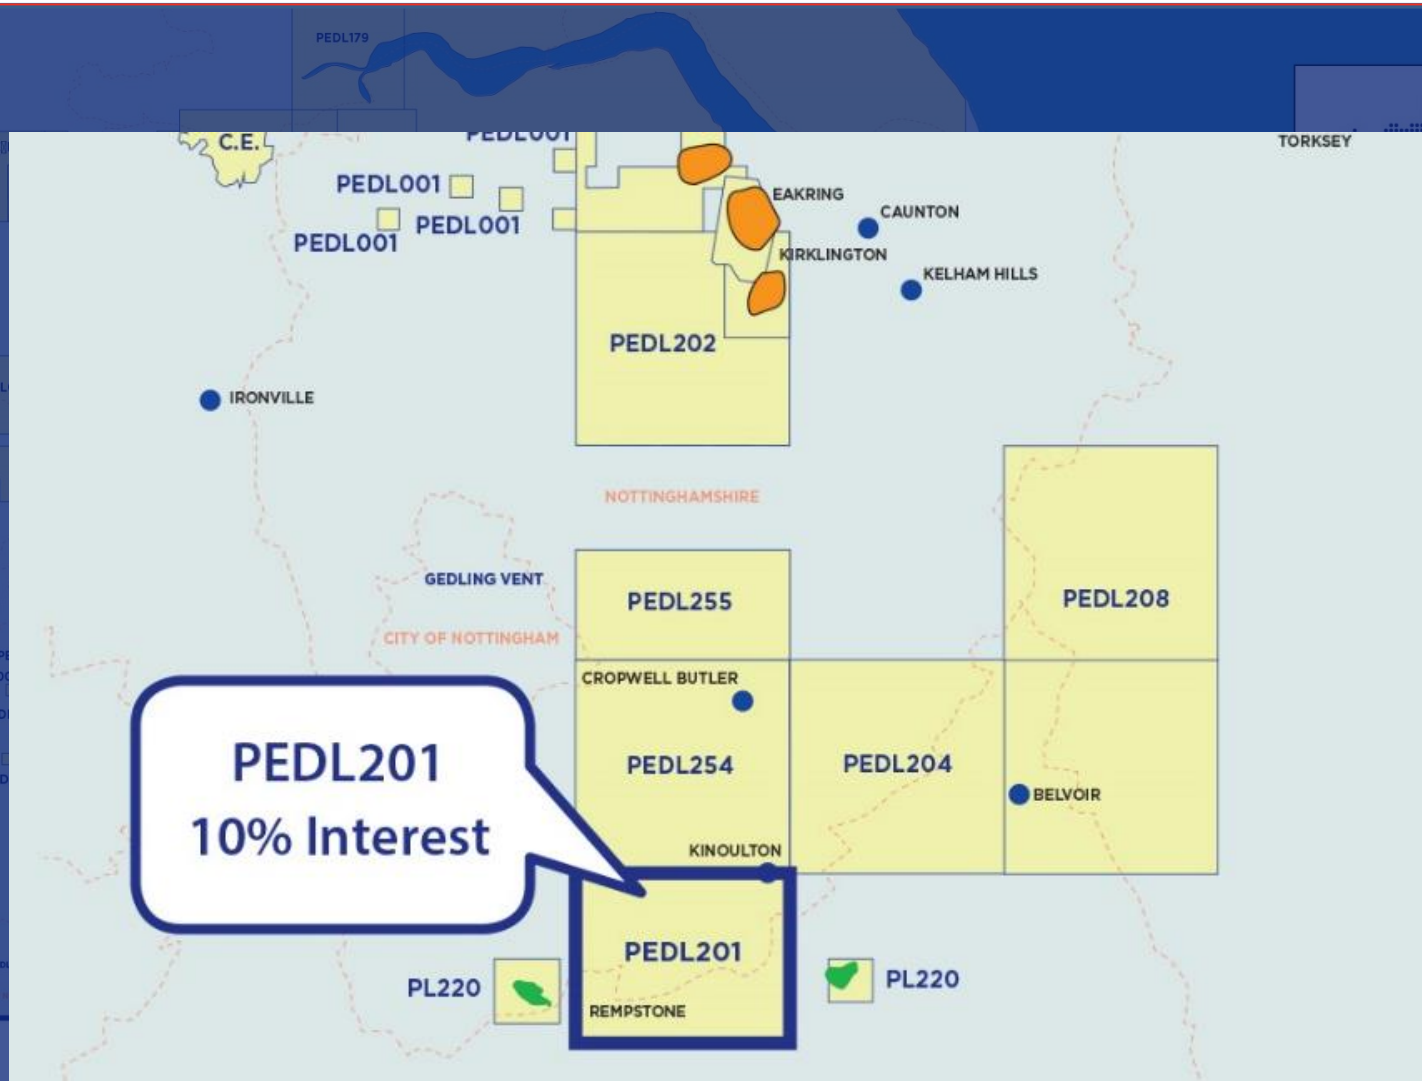 PEDL179
PEDL001
C.E.
TORKSEY
PEDL001
EAKRING
CAUNTON
PEDL001
PEDL001
KIRKLINGTON
KELHAM HILLS
PEDL202
IRONVILLE
NOTTINGHAMSHIRE
GEDLING VENT
PEDL255
PEDL208
CITY OF NOTTINGHAM
CROPWELL BUTLER
PEDL201
10% Interest
PEDL254
PEDL204
BELVOIR
KINOULTON
PEDL201
PL220
PL220
REMPSTONE